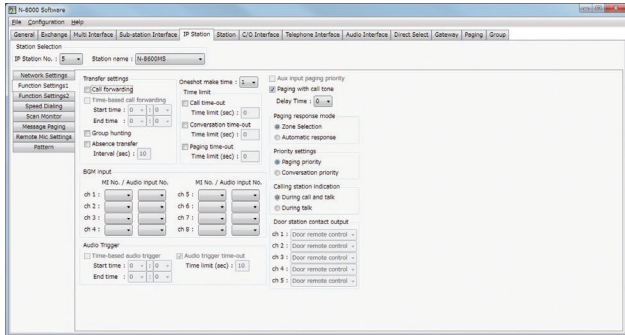 N-8000 Software
File Configuration Help
General Exchange Multi Interface Sub-station Interface IP Station Station C/O Interface Telephone Interface Audio Interface Direct Select Gateway Paging Group
Station Selection
IP Station No. : 5 Station name : N-8600MS
Network Settings
Function Settings1
Function Settings2
Speed Dialing
Scan Monitor
Message Paging
Remote Mic Settings
Pattern
Transfer settings
Call forwarding
Time-based call forwarding
Start time : 0 : 0
End time : 0 : 0
Group hunting
Absence transfer
Interval (sec) : 10
Oneshot make time : 1
Time limit
Call time-out
Time limit (sec) : 0
Conversation time-out
Time limit (sec) : 0
Paging time-out
Time limit (sec) : 0
BGM input
MI No. / Audio input No. MI No. / Audio input No.
ch 1 : ch 5 :
ch 2 : ch 6 :
ch 3 : ch 7 :
ch 4 : ch 8 :
Audio Trigger
Time-based audio trigger Audio trigger time-out
Start time : 0 : 0 Time limit (sec) : 10
End time : 0 : 0
Aux input paging priority
Paging with call tone
Delay Time : 0
Paging response mode
Zone Selection
Automatic response
Priority settings
Paging priority
Conversation priority
Calling station indication
During call and talk
During talk
Door station contact output
ch 1 : Door remote control
ch 2 : Door remote control
ch 3 : Door remote control
ch 4 : Door remote control
ch 5 : Door remote control